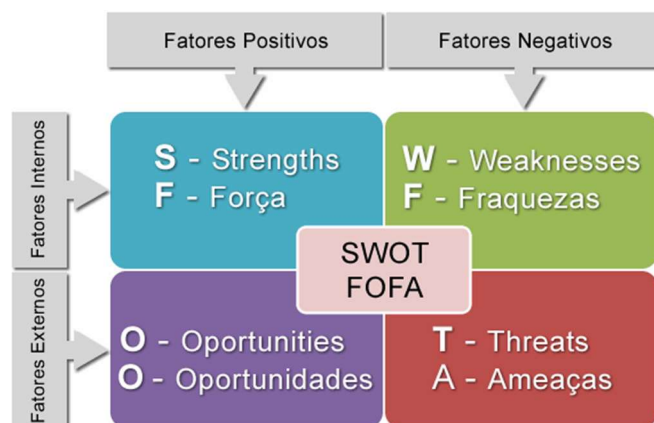 Fatores Positivos
Fatores Negativos
Fatores Internos
S - Strengths
F - Força
W - Weaknesses
F - Fraquezas
SWOT
FOFA
Fatores Externos
O - Oportunities
O - Oportunidades
T - Threats
A - Ameaças